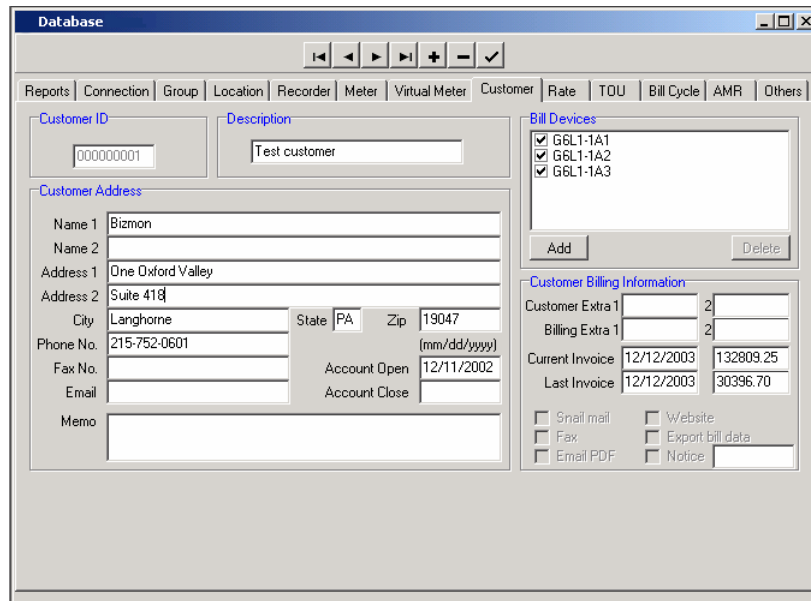 Database
Reports Connection Group Location Recorder Meter Virtual Meter Customer Rate TOU Bill Cycle AMR Others
Customer ID
000000001
Description
Test customer
Customer Address
Name 1 Bizmon
Name 2
Address 1 One Oxford Valley
Address 2 Suite 418
City Langhorne State PA Zip 19047
Phone No. 215-752-0601 (mm/dd/yyyy)
Fax No. Account Open 12/11/2002
Email Account Close
Memo
Bill Devices
G6L1-1A1
G6L1-1A2
G6L1-1A3
Add Delete
Customer Billing Information
Customer Extra 1 2
Billing Extra 1 2
Current Invoice 12/12/2003 132809.25
Last Invoice 12/12/2003 30396.70
Snail mail Website
Fax Export bill data
Email PDF Notice